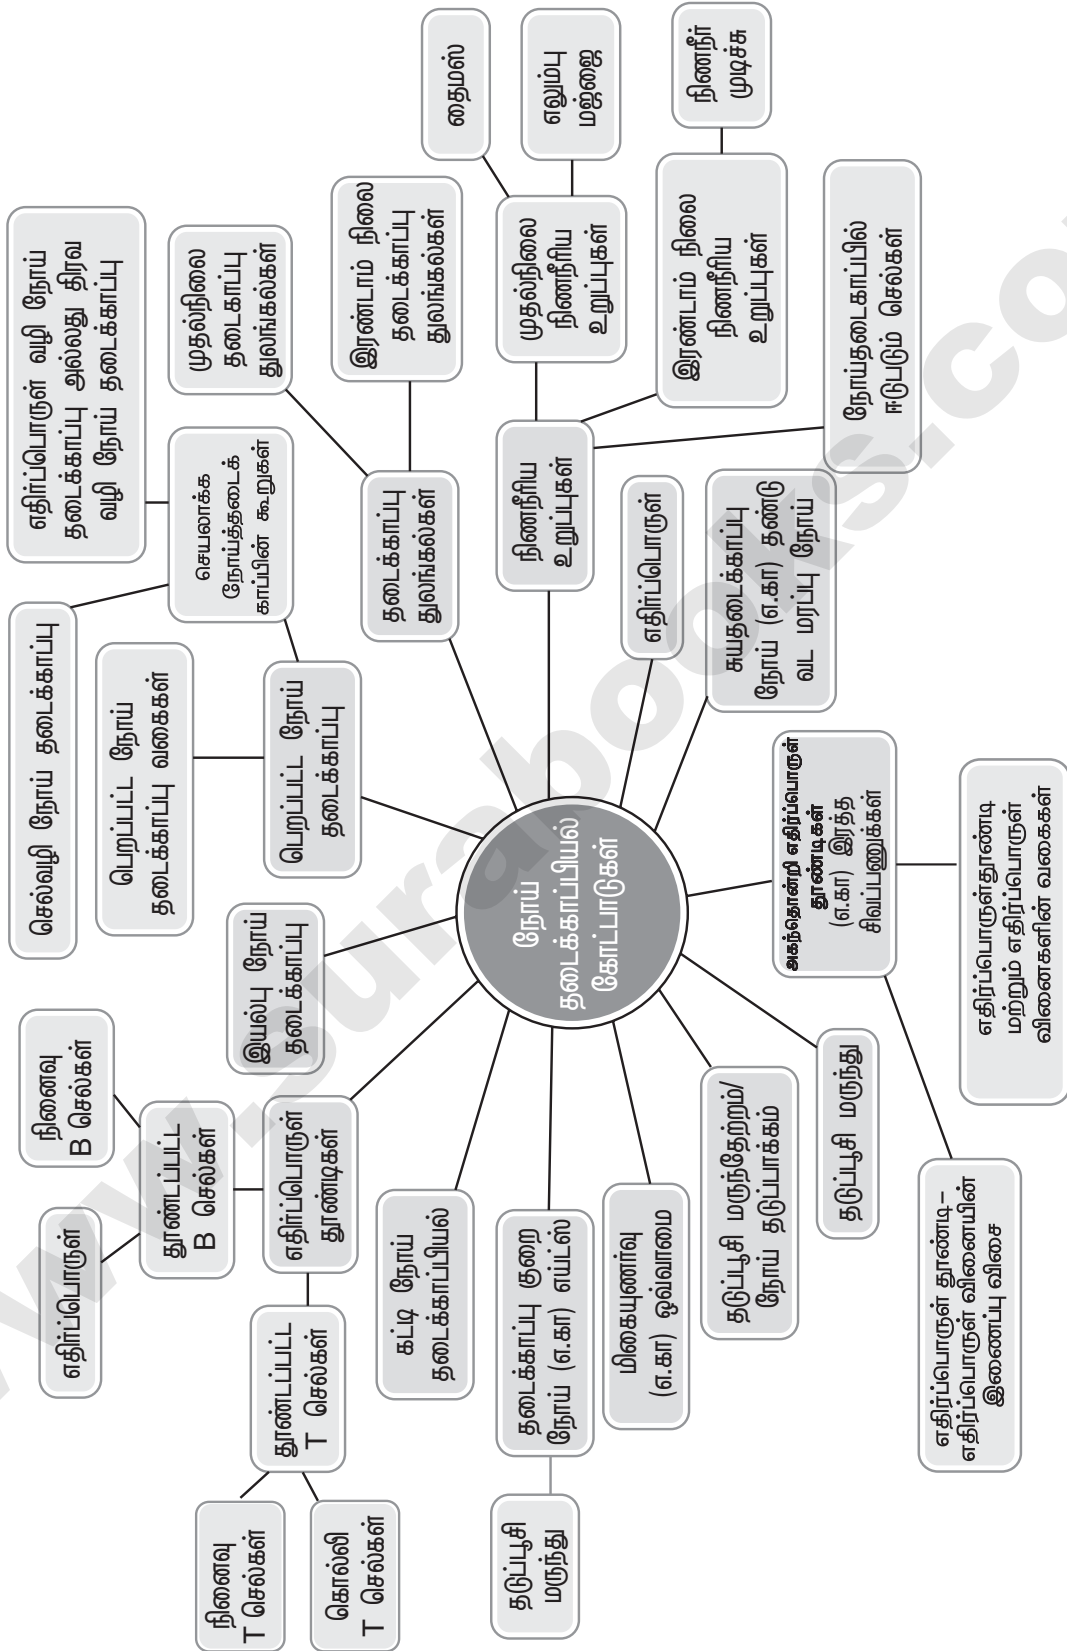 நோய்
தடைக்காப்பியல்
கோட்பாடுகள்
இயல்பு நோய்
தடைக்காப்பு
பெறப்பட்ட நோய்
தடைக்காப்பு
பெறப்பட்ட நோய்
தடைக்காப்பு வகைகள்
செயலாக்க
நோய்த்தடைக்
காப்பின் கூறுகள்
செல்வழி நோய் தடைக்காப்பு
எதிர்ப்பொருள் வழி நோய்
தடைக்காப்பு அல்லது திரவ
வழி நோய் தடைக்காப்பு
தடைக்காப்பு
துலங்கல்கள்
முதல்நிலை
தடைகாப்பு
துலங்கல்கள்
இரண்டாம் நிலை
தடைக்காப்பு
துலங்கல்கள்
நிணநீரிய
உறுப்புகள்
முதல்நிலை
நிணநீரிய
உறுப்புகள்
தைமஸ்
எலும்பு
மஜ்ஜை
இரண்டாம் நிலை
நிணநீரிய
உறுப்புகள்
நிணநீர்
முடிச்சு
நோய்தடைகாப்பில்
ஈடுபடும் செல்கள்
எதிர்ப்பொருள்
சுயதடைக்காப்பு
நோய் (எ.கா) தண்டு
வட மரப்பு நோய்
அகந்தொன்றி எதிர்ப்பொருள்
தூண்டிகள்
(எ.கா) இரத்த
சிவப்பணுக்கள்
எதிர்ப்பொருள்தூண்டி
மற்றும் எதிர்ப்பொருள்
வினைகளின் வகைகள்
எதிர்ப்பொருள் தூண்டி–
எதிர்ப்பொருள் வினையின்
இணைப்பு விசை
தடுப்பூசி மருந்து
தடுப்பூசி மருந்தேற்றம்/
நோய் தடுப்பாக்கம்
மிகையுணர்வு
(எ.கா) ஒவ்வாமை
தடைக்காப்பு குறை
நோய் (எ.கா) எய்ட்ஸ்
தடுப்பூசி
மருந்து
கட்டி நோய்
தடைக்காப்பியல்
எதிர்ப்பொருள்
தூண்டிகள்
தூண்டப்பட்ட
B செல்கள்
நினைவு
B செல்கள்
எதிர்ப்பொருள்
தூண்டப்பட்ட
T செல்கள்
நினைவு
T செல்கள்
கொல்லி
T செல்கள்